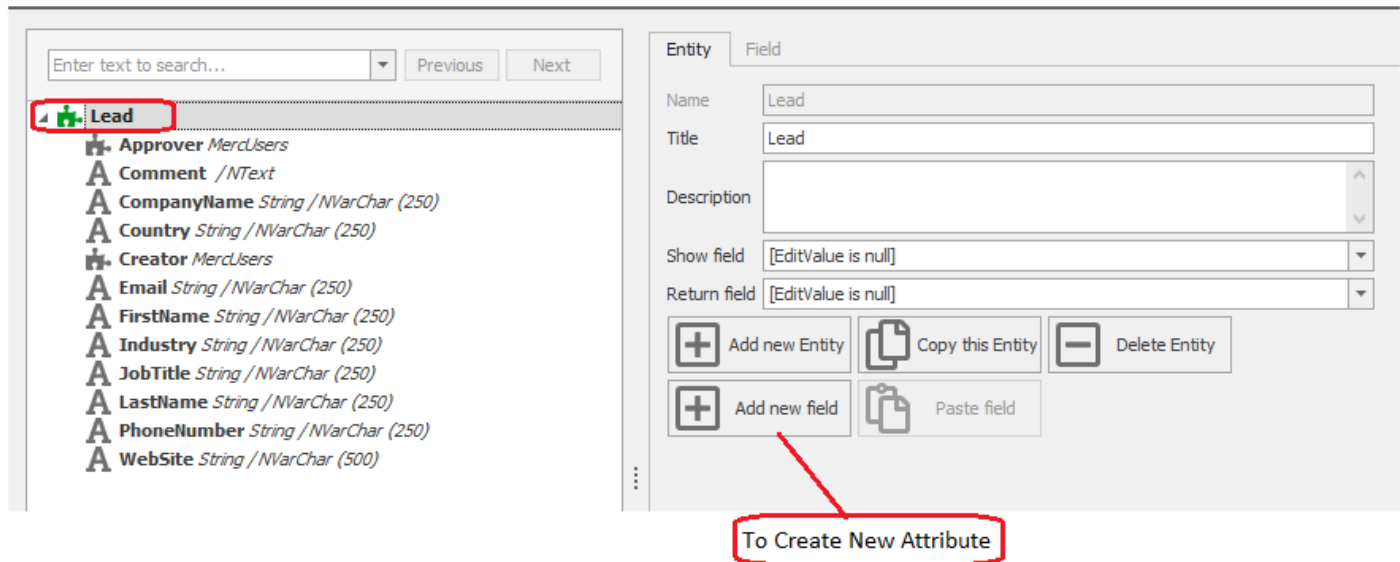 Enter text to search...
Previous
Next
Lead
Approver MercUsers
Comment / NText
CompanyName String / NVarChar (250)
Country String / NVarChar (250)
Creator MercUsers
Email String / NVarChar (250)
FirstName String / NVarChar (250)
Industry String / NVarChar (250)
JobTitle String / NVarChar (250)
LastName String / NVarChar (250)
PhoneNumber String / NVarChar (250)
WebSite String / NVarChar (500)
Entity
Field
Name Lead
Title Lead
Description
Show field [EditValue is null]
Return field [EditValue is null]
Add new Entity
Copy this Entity
Delete Entity
Add new field
Paste field
To Create New Attribute